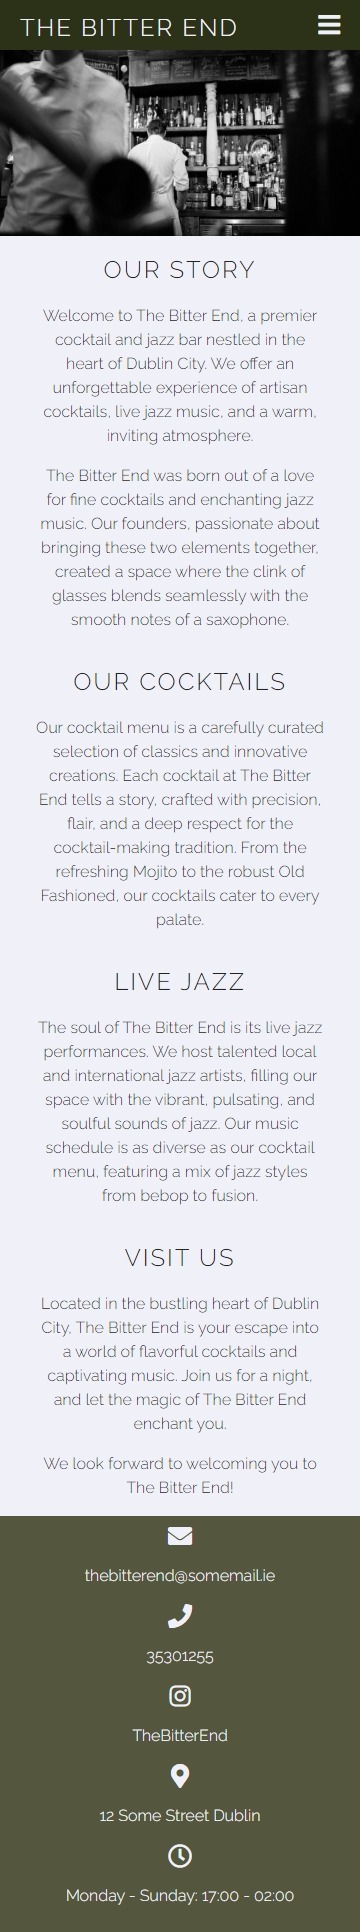 THE BITTER END
OUR STORY
Welcome to The Bitter End, a premier
cocktail and jazz bar nestled in the
heart of Dublin City. We offer an
unforgettable experience of artisan
cocktails, live jazz music, and a warm,
inviting atmosphere.
The Bitter End was born out of a love
for fine cocktails and enchanting jazz
music. Our founders, passionate about
bringing these two elements together,
created a space where the clink of
glasses blends seamlessly with the
smooth notes of a saxophone.
OUR COCKTAILS
Our cocktail menu is a carefully curated
selection of classics and innovative
creations. Each cocktail at The Bitter
End tells a story, crafted with precision,
flair, and a deep respect for the
cocktail-making tradition. From the
refreshing Mojito to the robust Old
Fashioned, our cocktails cater to every
palate.
LIVE JAZZ
The soul of The Bitter End is its live jazz
performances. We host talented local
and international jazz artists, filling our
space with the vibrant, pulsating, and
soulful sounds of jazz. Our music
schedule is as diverse as our cocktail
menu, featuring a mix of jazz styles
from bebop to fusion.
VISIT US
Located in the bustling heart of Dublin
City, The Bitter End is your escape into
a world of flavorful cocktails and
captivating music. Join us for a night,
and let the magic of The Bitter End
enchant you.
We look forward to welcoming you to
The Bitter End!
thebitterend@somemail.ie
35301255
TheBitterEnd
12 Some Street Dublin
Monday - Sunday: 17:00 - 02:00